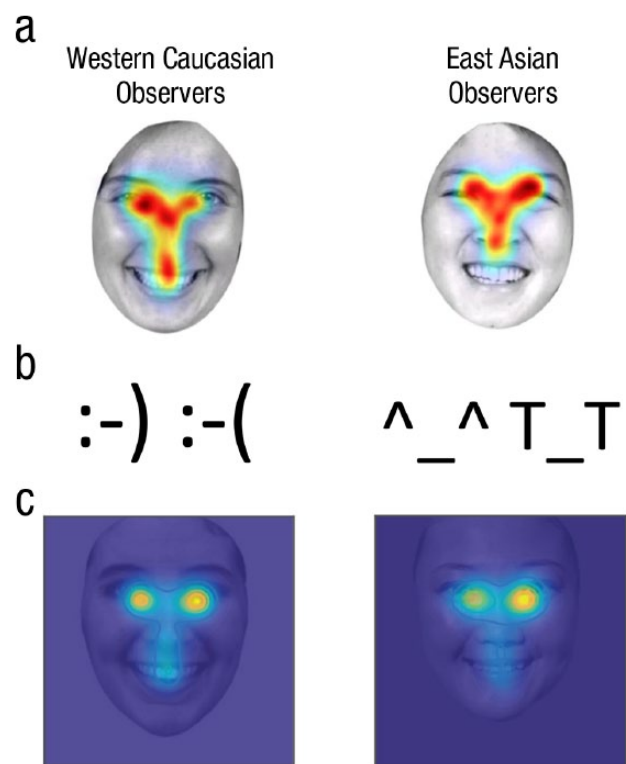 a
Western Caucasian
Observers
East Asian
Observers
b
:-) :-(
^_^ T_T
c